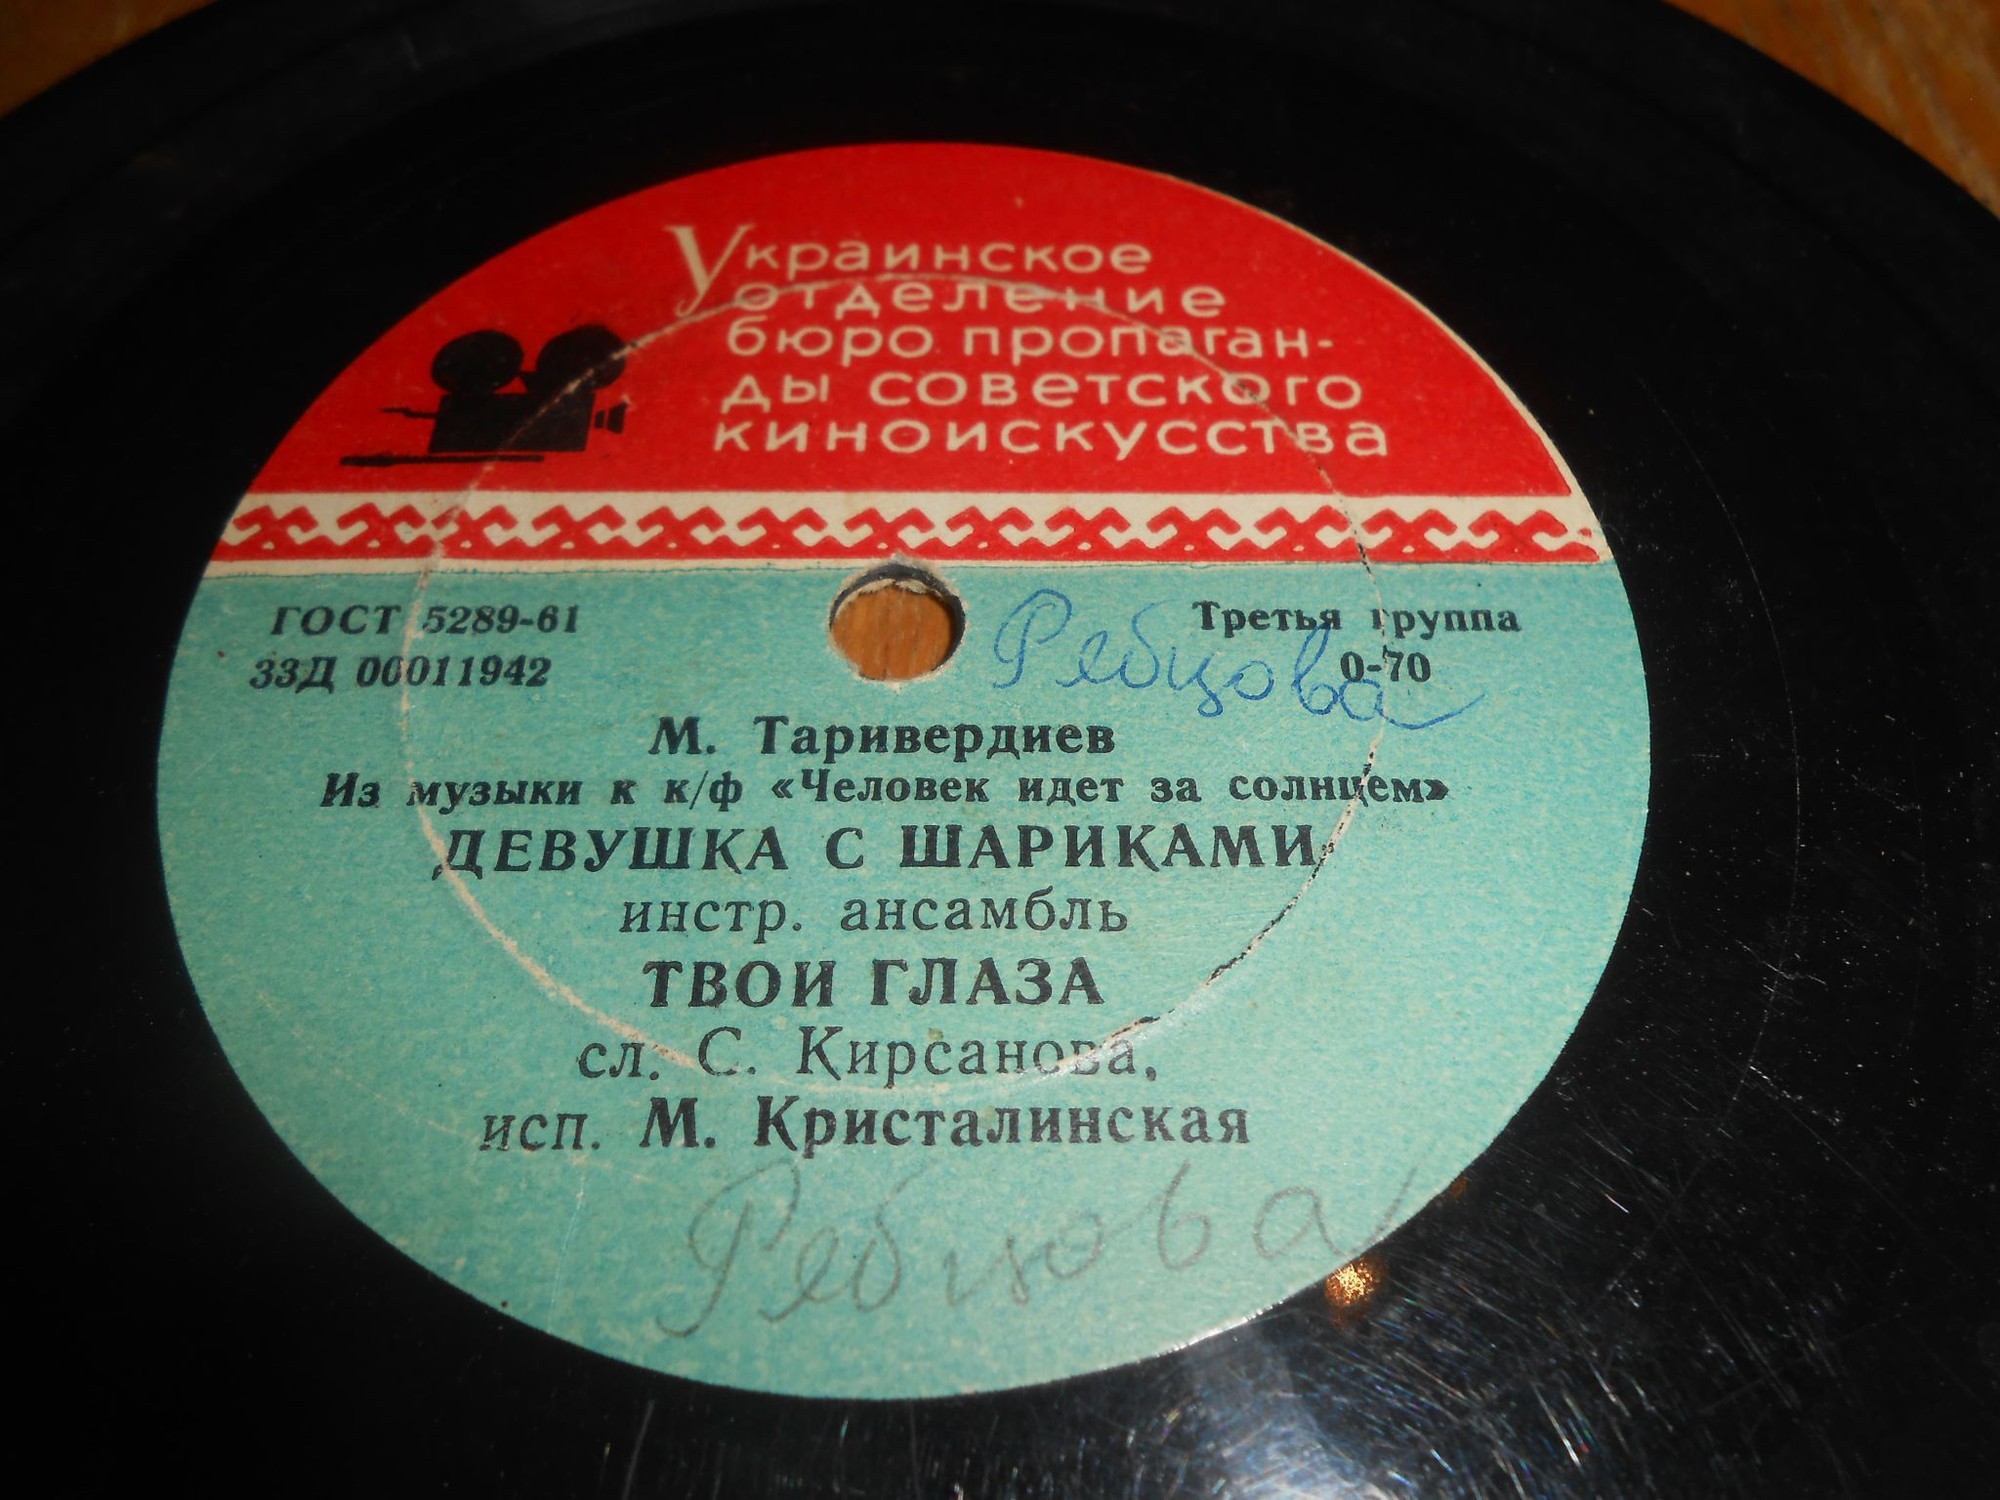 Украинское
отделение
бюро пропаган-
ды советского
киноискусства
ГОСТ 5289-61
Третья группа
33Д 00011942
0-70
Ребцова
М. Таривердиев
Из музыки к к/ф «Человек идет за солнцем»
ДЕВУШКА С ШАРИКАМИ,
инстр. ансамбль
ТВОИ ГЛАЗА
сл. С. Кирсанова,
исп. М. Кристалинская
Ребцова